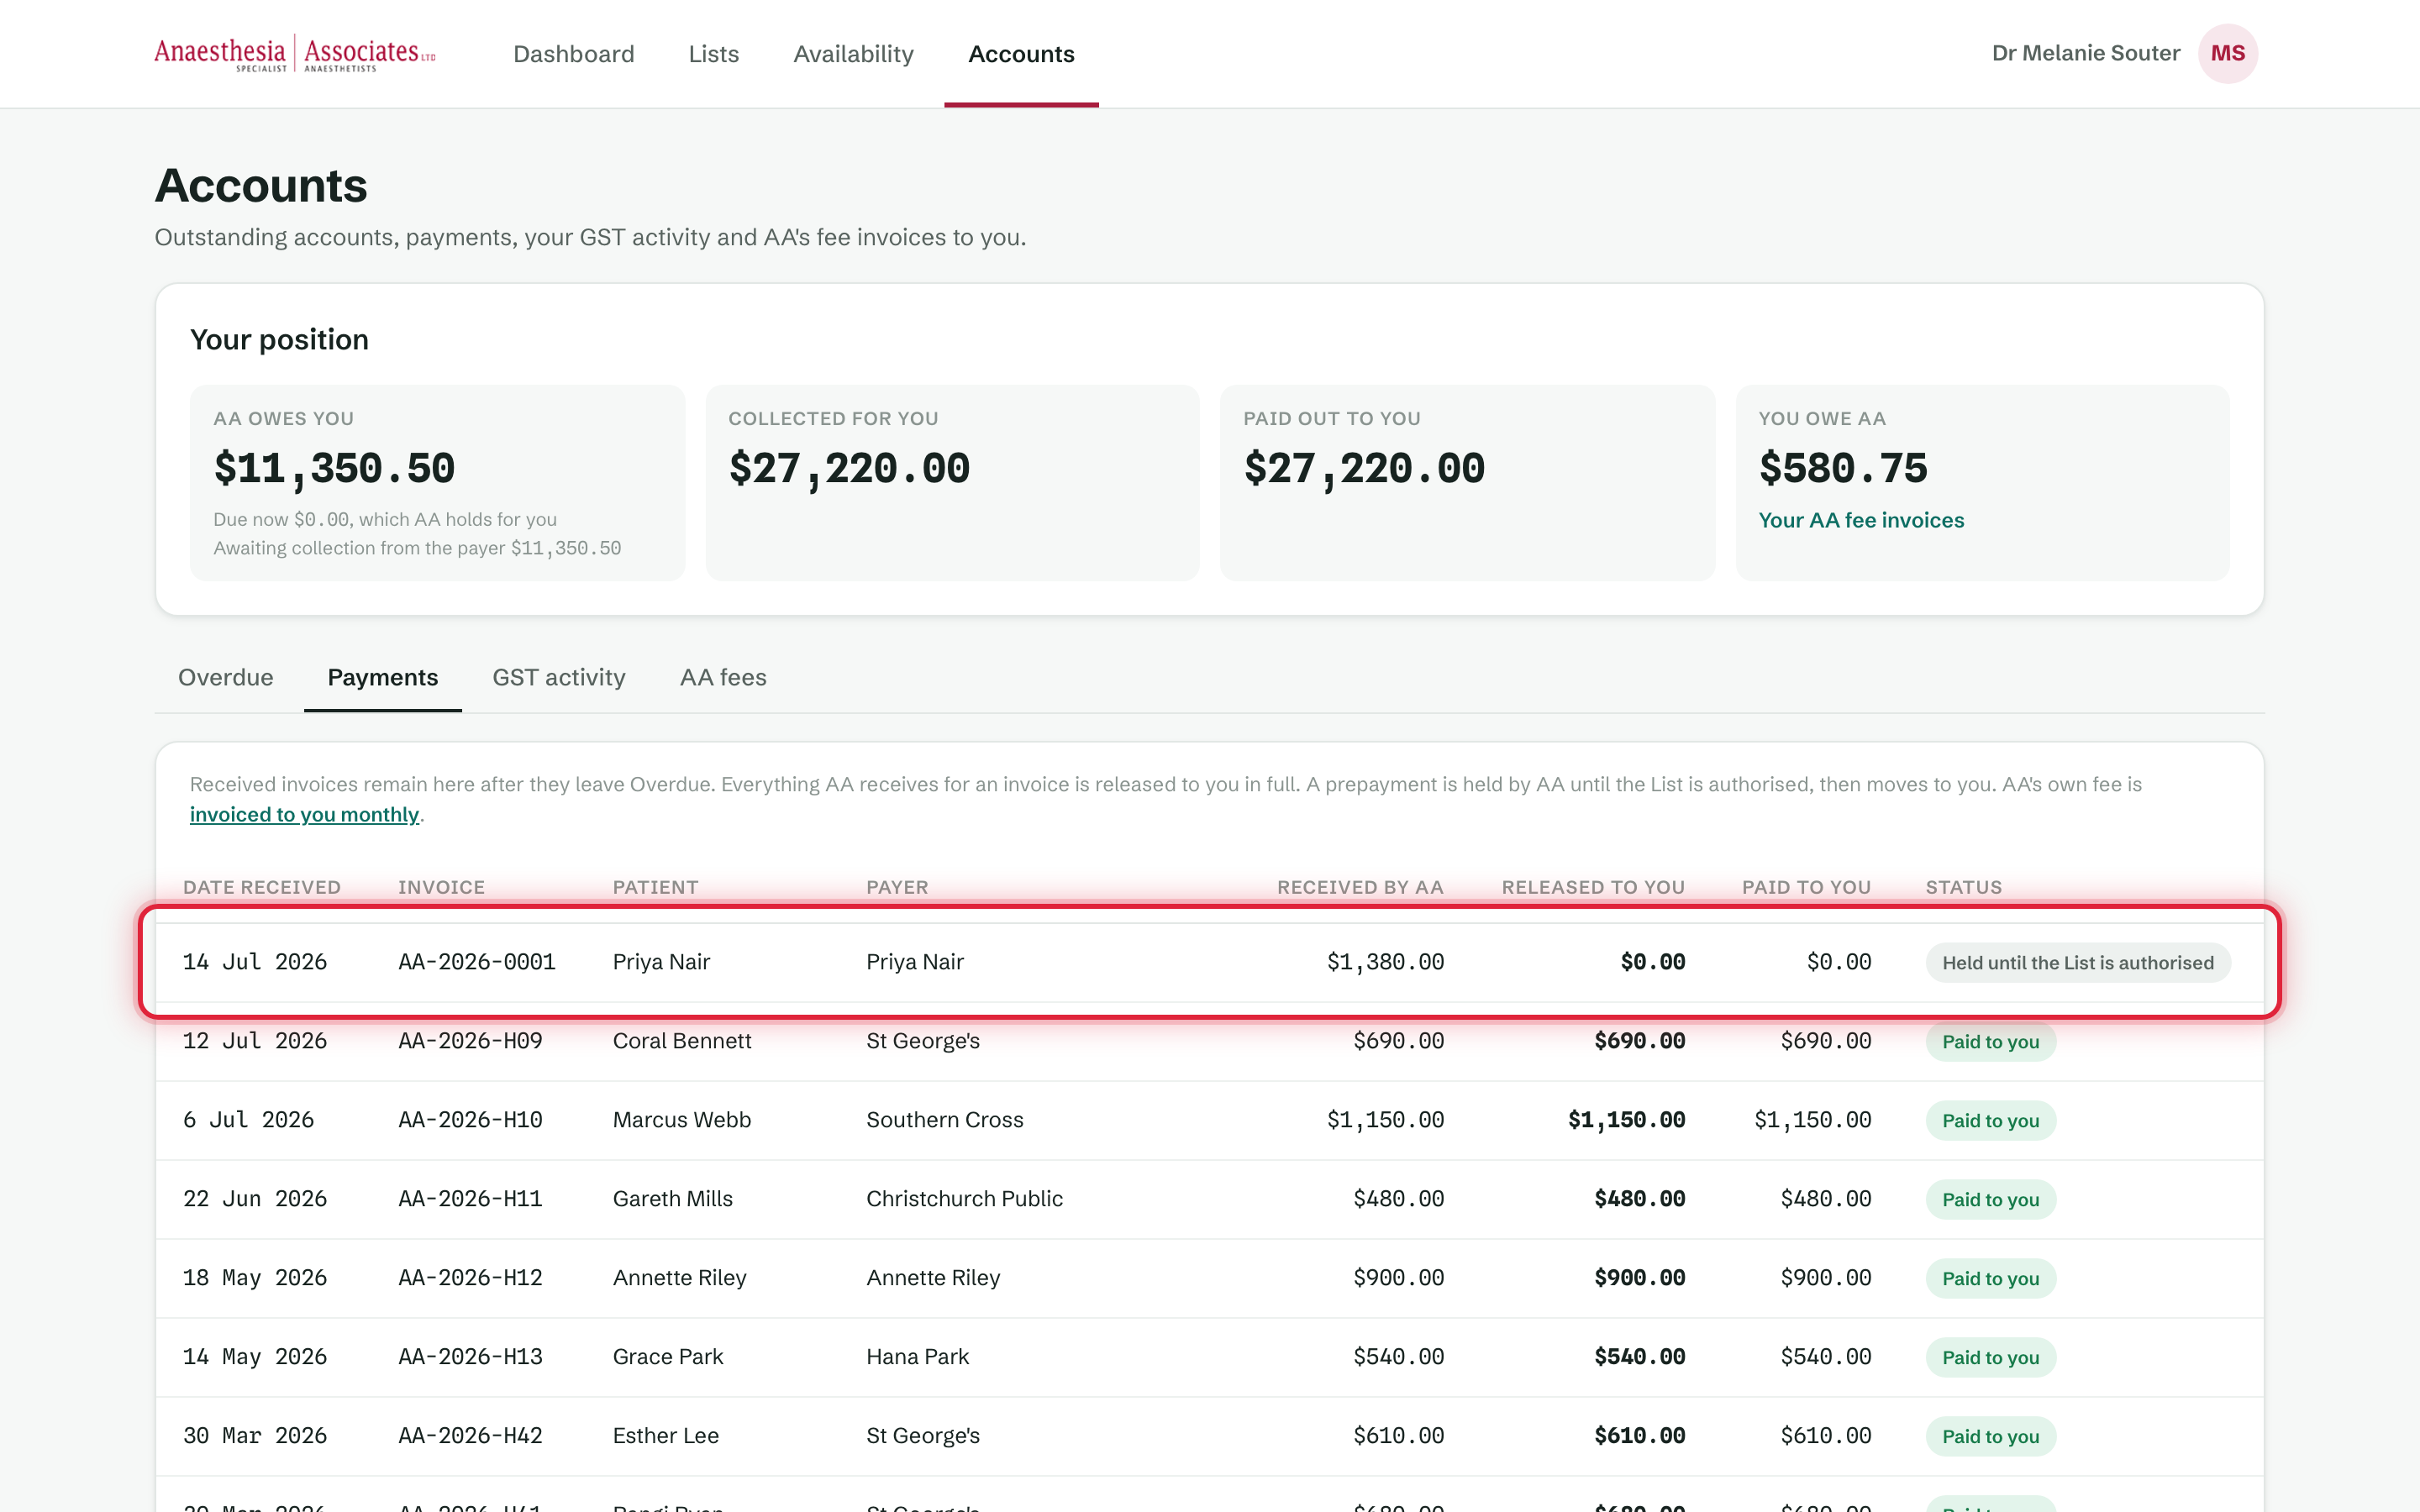 Anaesthesia Associates LTD
SPECIALIST ANAESTHETISTS
Dashboard Lists Availability Accounts
Dr Melanie Souter MS
Accounts
Outstanding accounts, payments, your GST activity and AA's fee invoices to you.
Your position
AA OWES YOU
$11,350.50
Due now $0.00, which AA holds for you
Awaiting collection from the payer $11,350.50
COLLECTED FOR YOU
$27,220.00
PAID OUT TO YOU
$27,220.00
YOU OWE AA
$580.75
Your AA fee invoices
Overdue Payments GST activity AA fees
Received invoices remain here after they leave Overdue. Everything AA receives for an invoice is released to you in full. A prepayment is held by AA until the List is authorised, then moves to you. AA's own fee is
invoiced to you monthly.
DATE RECEIVED INVOICE PATIENT PAYER RECEIVED BY AA RELEASED TO YOU PAID TO YOU STATUS
14 Jul 2026 AA-2026-0001 Priya Nair Priya Nair $1,380.00 $0.00 $0.00 Held until the List is authorised
12 Jul 2026 AA-2026-H09 Coral Bennett St George's $690.00 $690.00 $690.00 Paid to you
6 Jul 2026 AA-2026-H10 Marcus Webb Southern Cross $1,150.00 $1,150.00 $1,150.00 Paid to you
22 Jun 2026 AA-2026-H11 Gareth Mills Christchurch Public $480.00 $480.00 $480.00 Paid to you
18 May 2026 AA-2026-H12 Annette Riley Annette Riley $900.00 $900.00 $900.00 Paid to you
14 May 2026 AA-2026-H13 Grace Park Hana Park $540.00 $540.00 $540.00 Paid to you
30 Mar 2026 AA-2026-H42 Esther Lee St George's $610.00 $610.00 $610.00 Paid to you